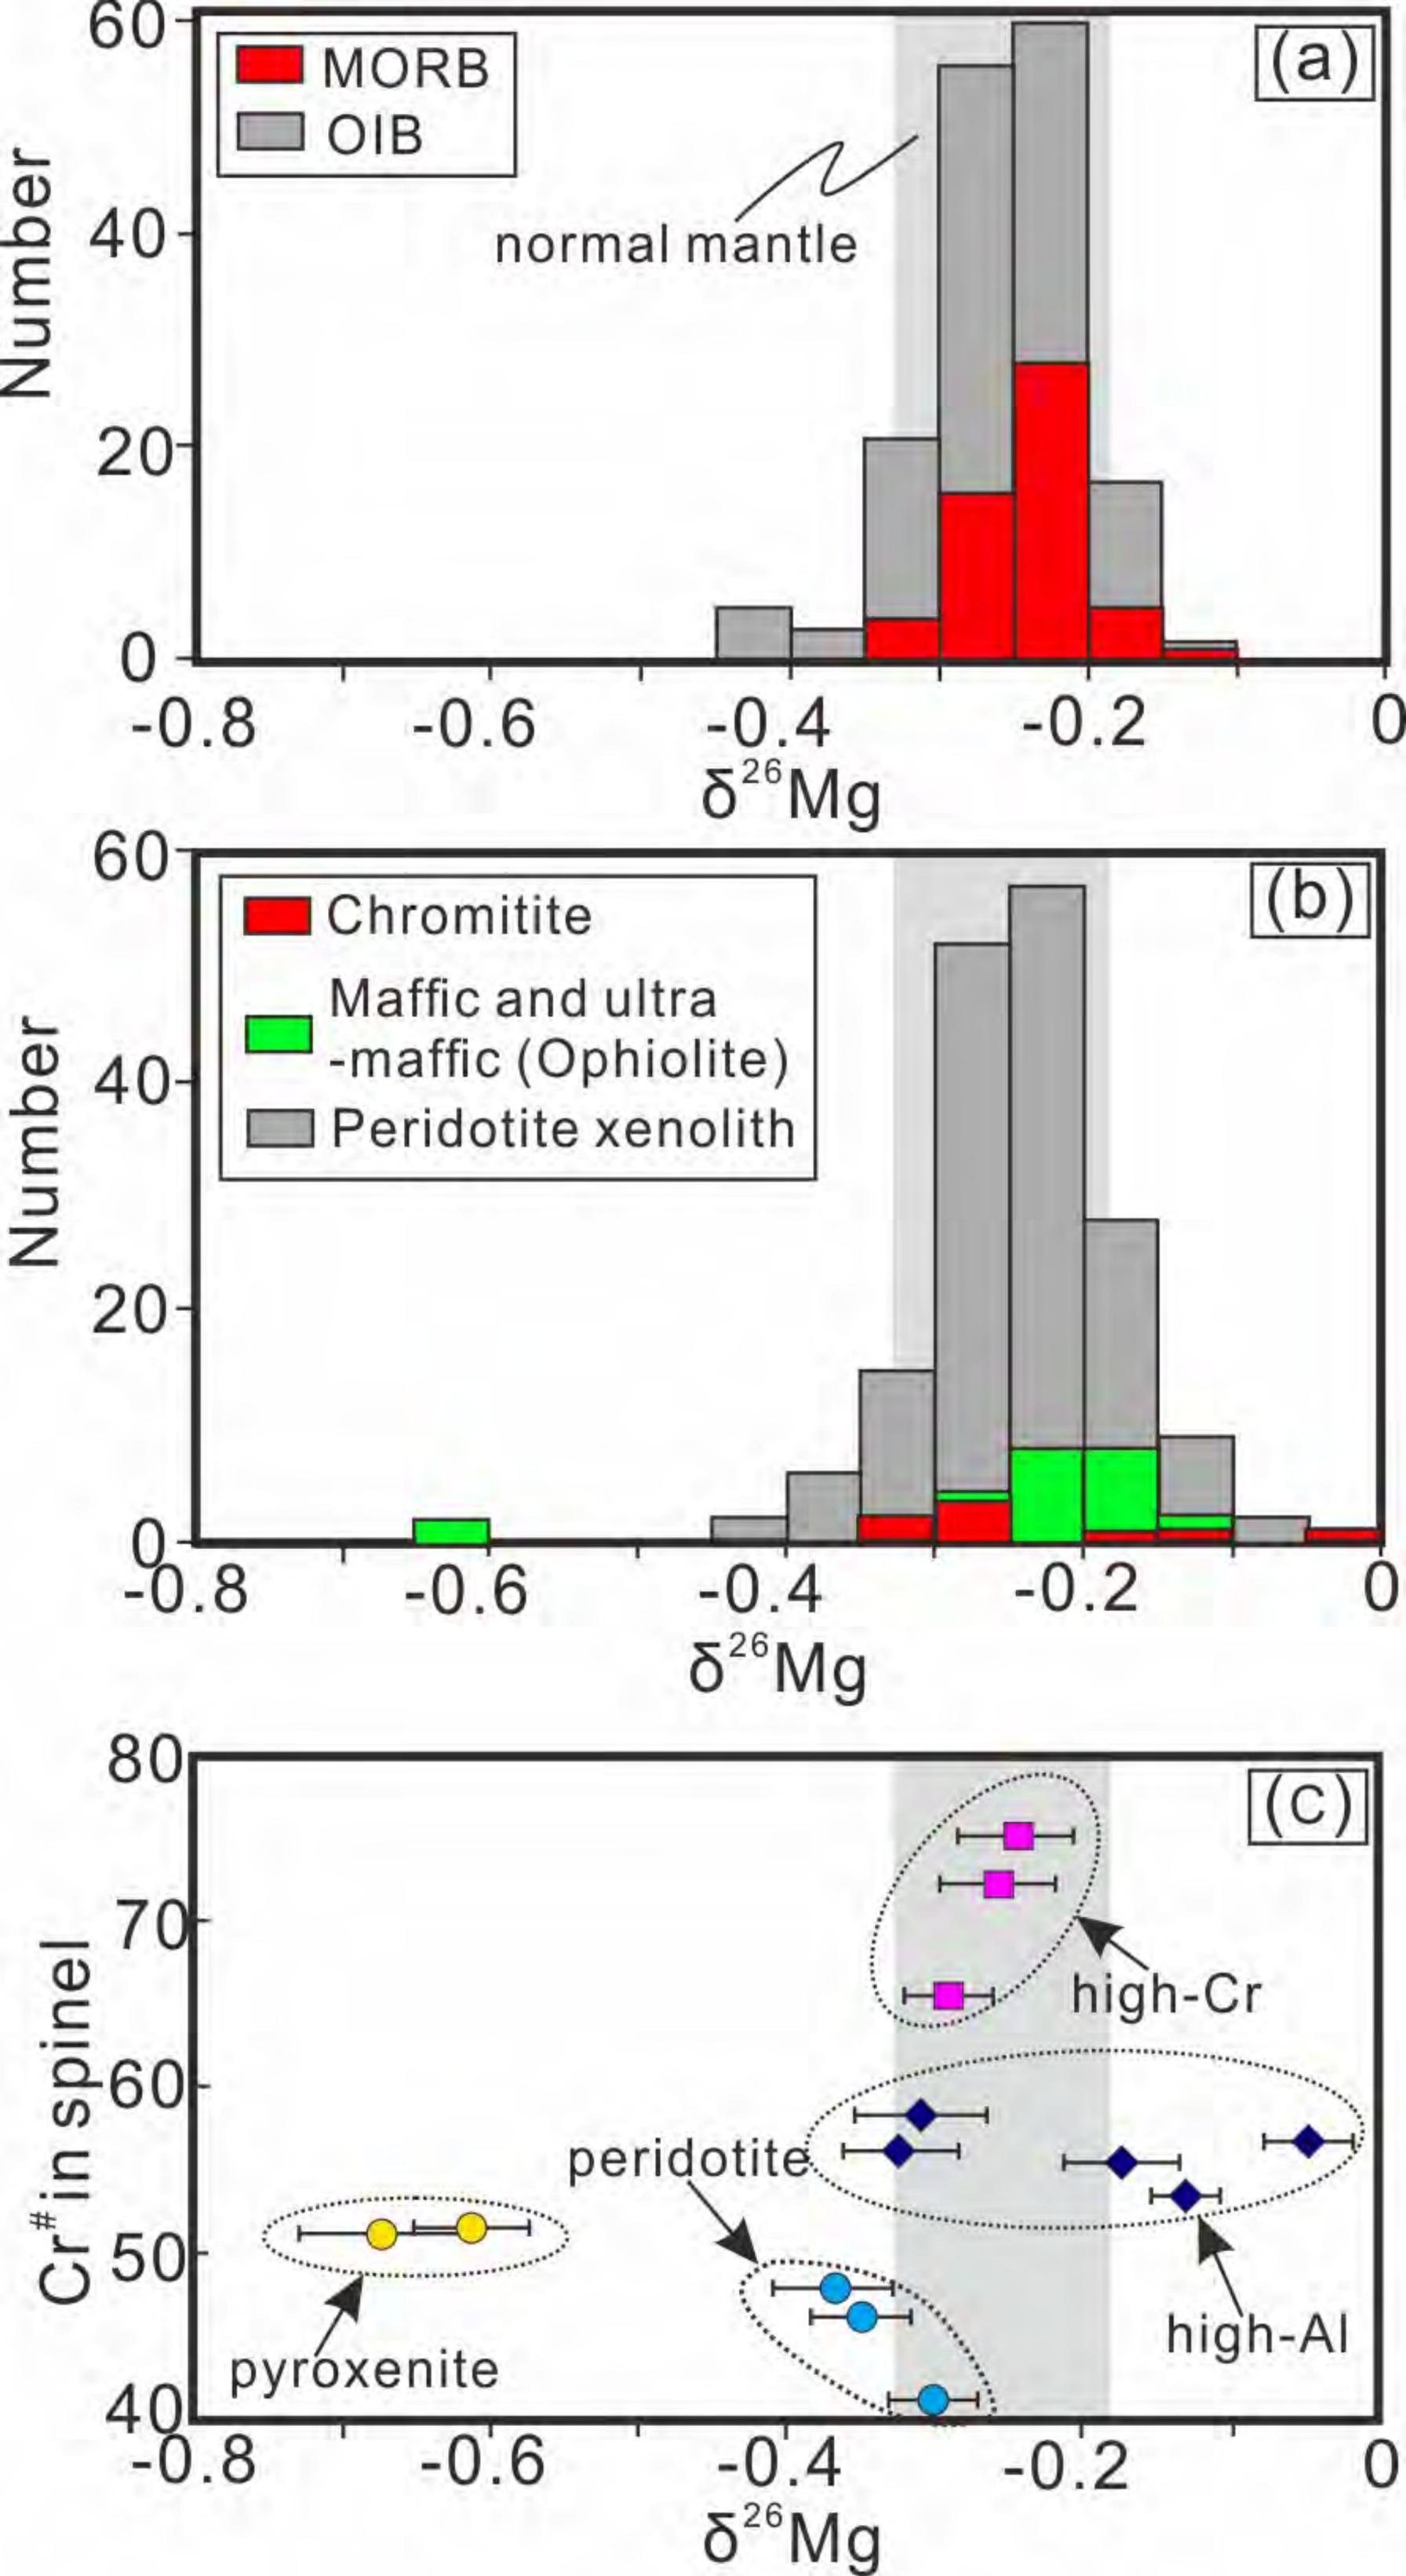 60
(a)
MORB
OIB
normal mantle
Number
40
20
0
-0.8 -0.6 -0.4 -0.2 0
δ²⁶Mg
60
(b)
Chromitite
Maffic and ultra
-maffic (Ophiolite)
Peridotite xenolith
Number
40
20
0
-0.8 -0.6 -0.4 -0.2 0
δ²⁶Mg
80
(c)
70
high-Cr
Cr# in spinel
60
peridotite
50
high-Al
pyroxenite
40
-0.8 -0.6 -0.4 -0.2 0
δ²⁶Mg